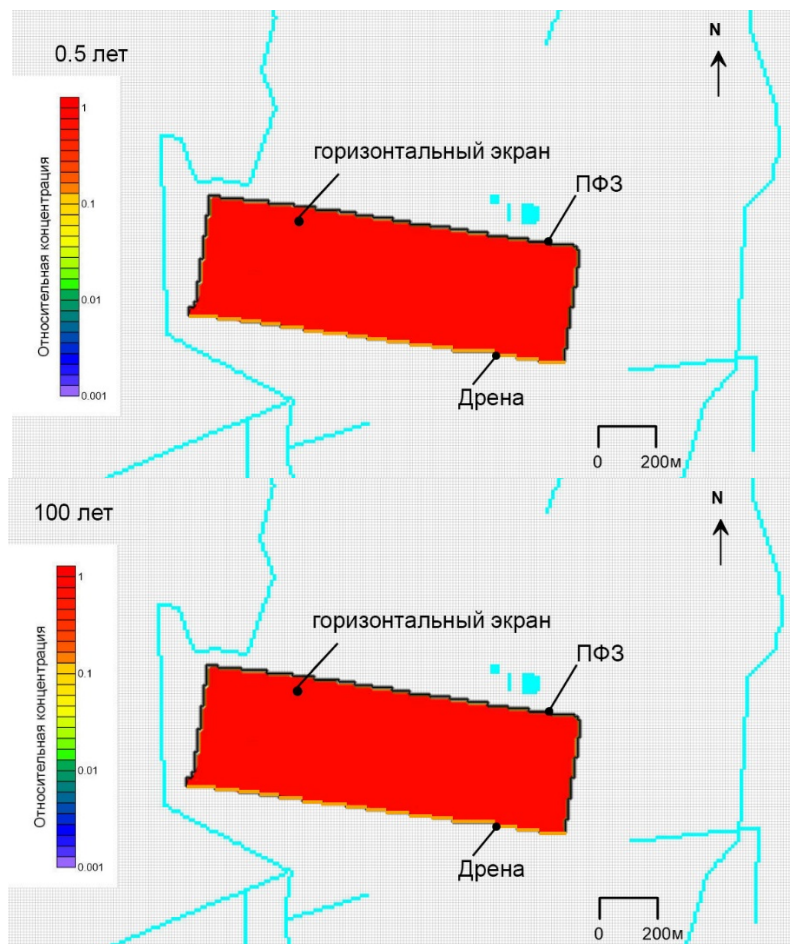 0.5 лет
N
1
горизонтальный экран
ПФЗ
0.1
Относительная концентрация
0.01
0.001
Дрена
0
200м
100 лет
N
1
горизонтальный экран
ПФЗ
0.1
Относительная концентрация
0.01
0.001
Дрена
0
200м